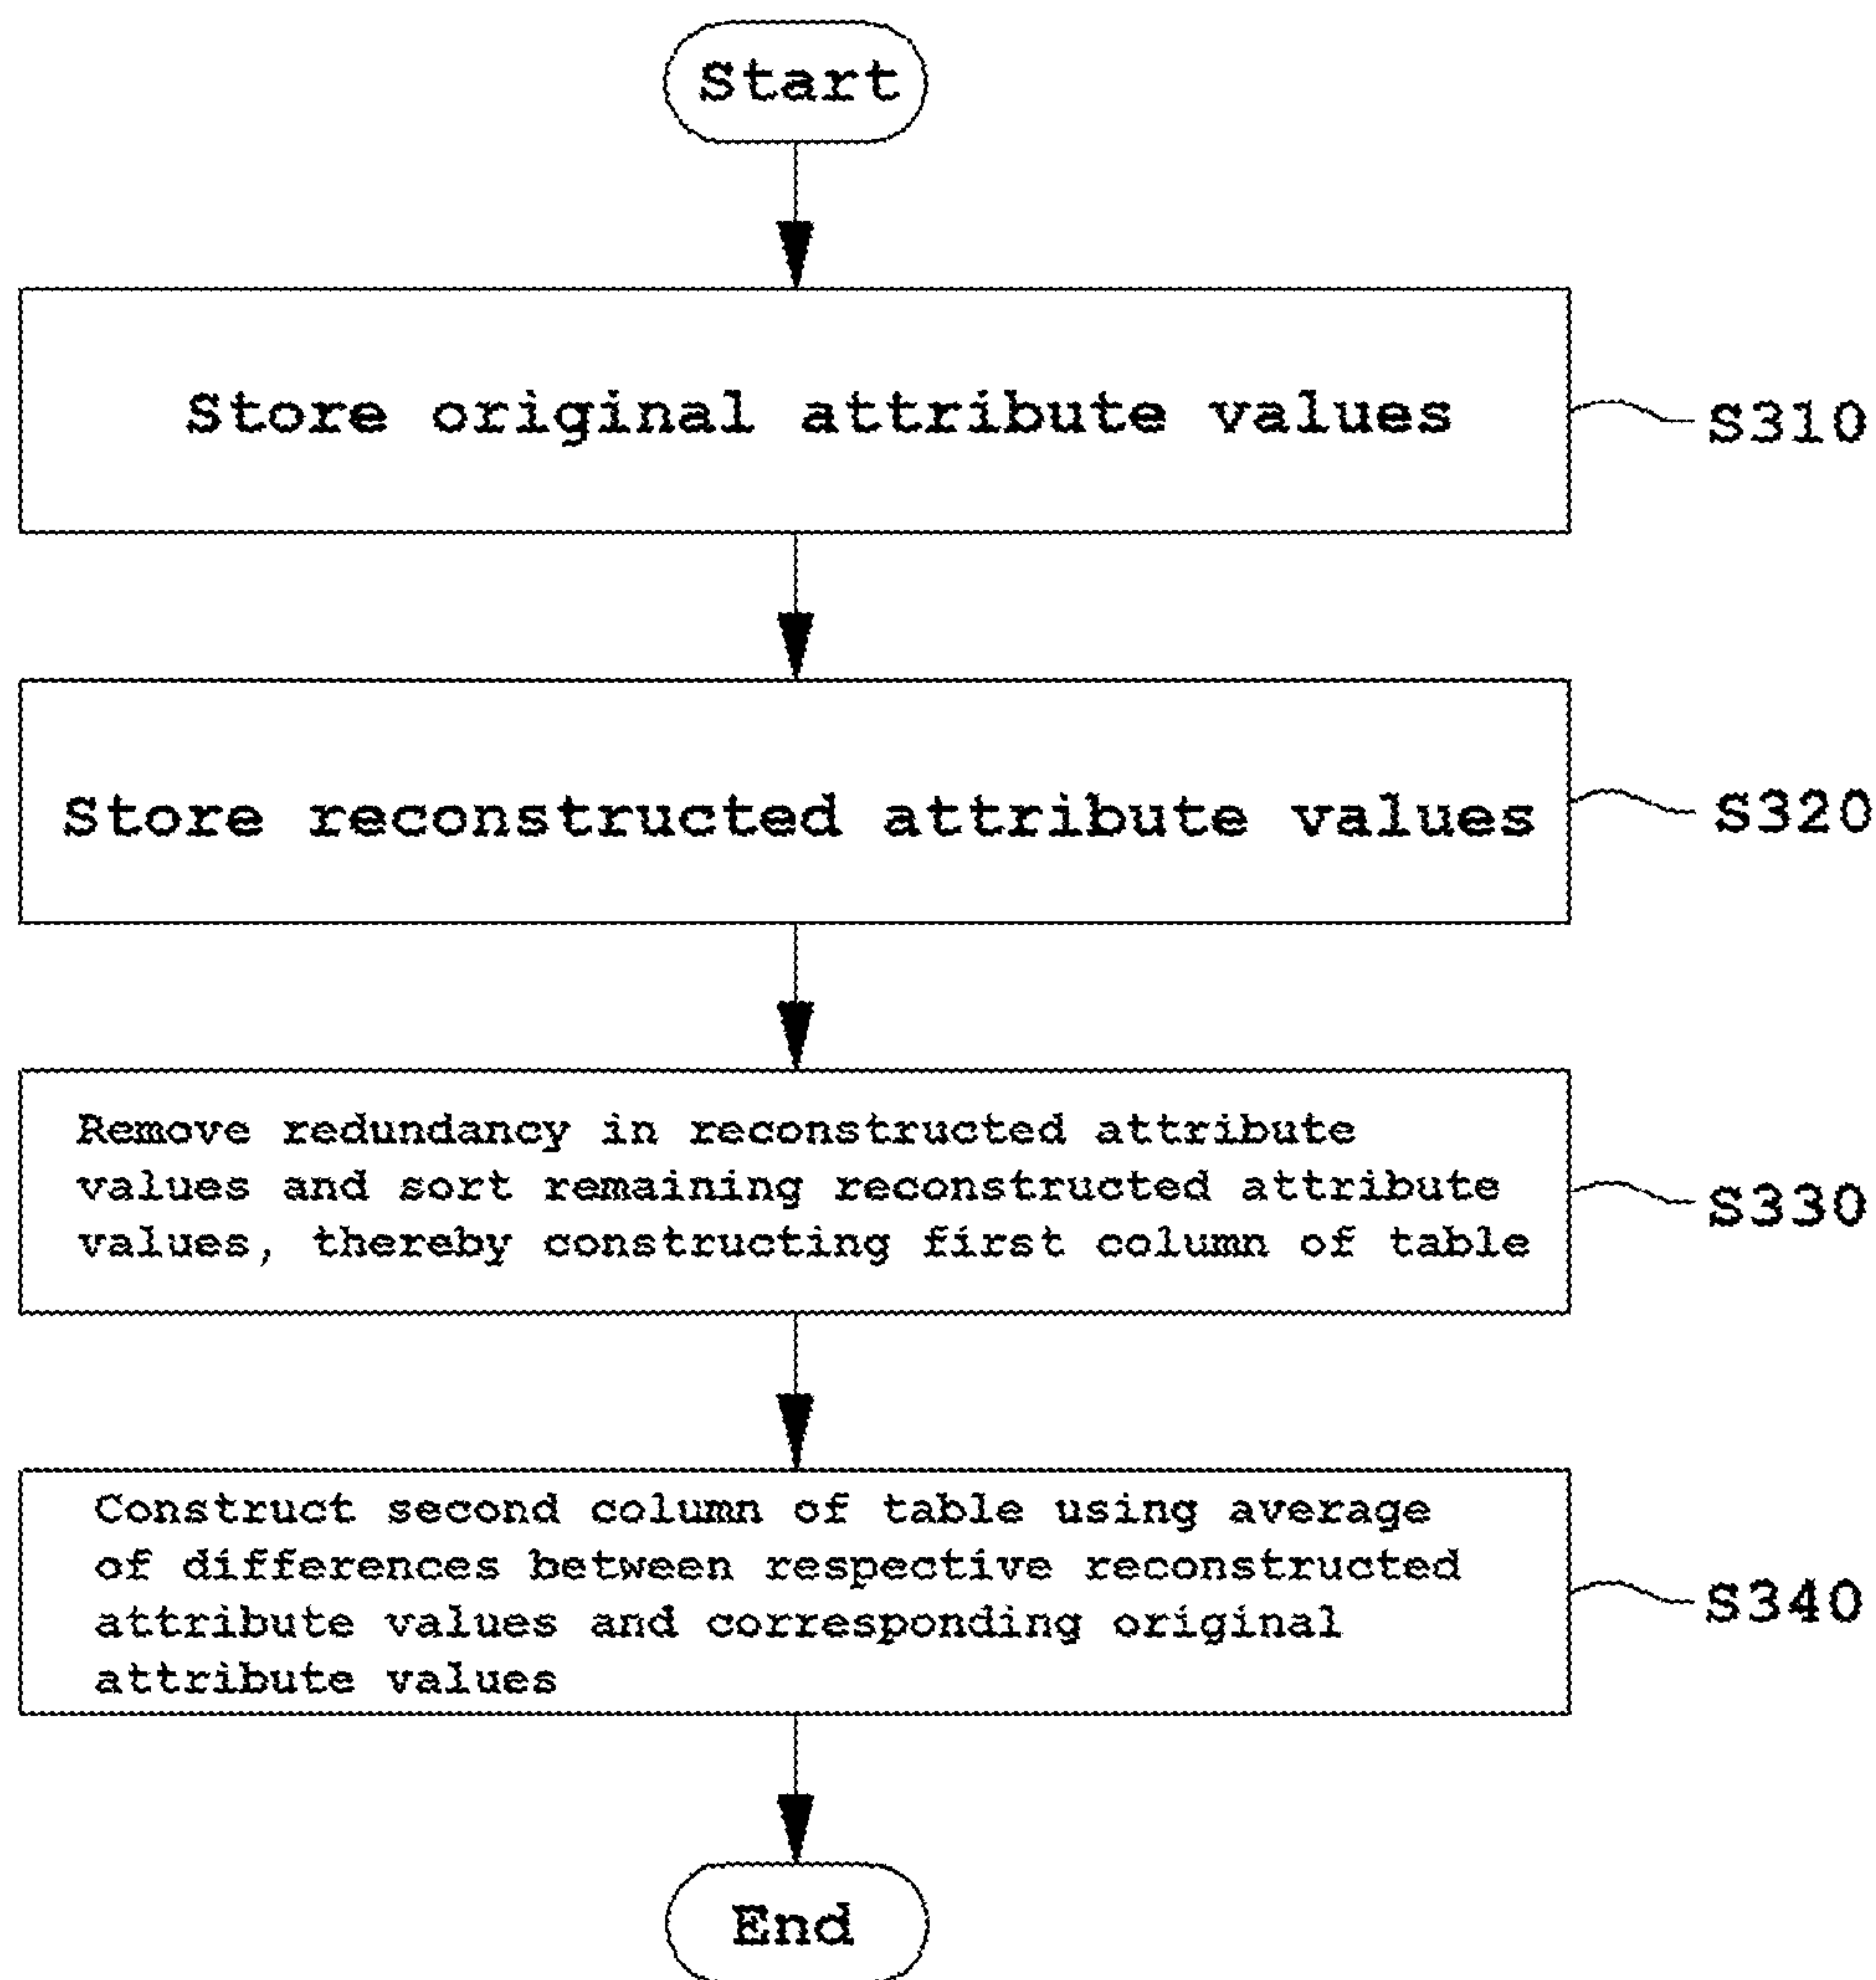 Start
Store original attribute values
S310
Store reconstructed attribute values
S320
Remove redundancy in reconstructed attribute
values and sort remaining reconstructed attribute
values, thereby constructing first column of table
S330
Construct second column of table using average
of differences between respective reconstructed
attribute values and corresponding original
attribute values
S340
End